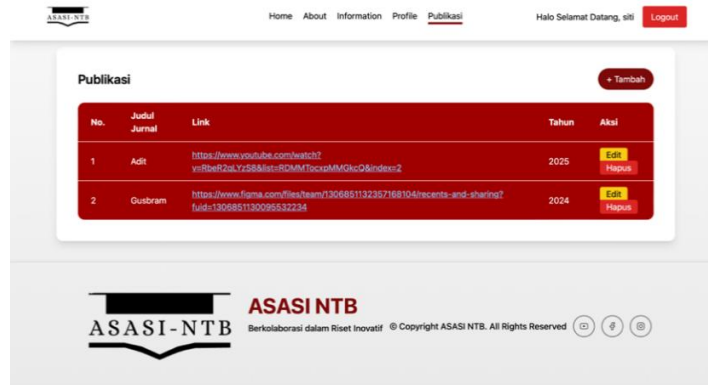 ASASI-NTB
Home About Information Profile Publikasi
Halo Selamat Datang, siti
Logout
Publikasi
+ Tambah
No. Judul Jurnal Link Tahun Aksi
1 Adit https://www.youtube.com/watch?
v=RbeR2qLYzS8&list=RDMMTocxpMMGkcQ&index=2 2025 Edit
Hapus
2 Gusbram https://www.figma.com/files/team/1306851132357168104/recents-and-sharing?
fuid=1306851130095532234 2024 Edit
Hapus
ASASI-NTB
ASASI NTB
Berkolaborasi dalam Riset Inovatif © Copyright ASASI NTB. All Rights Reserved